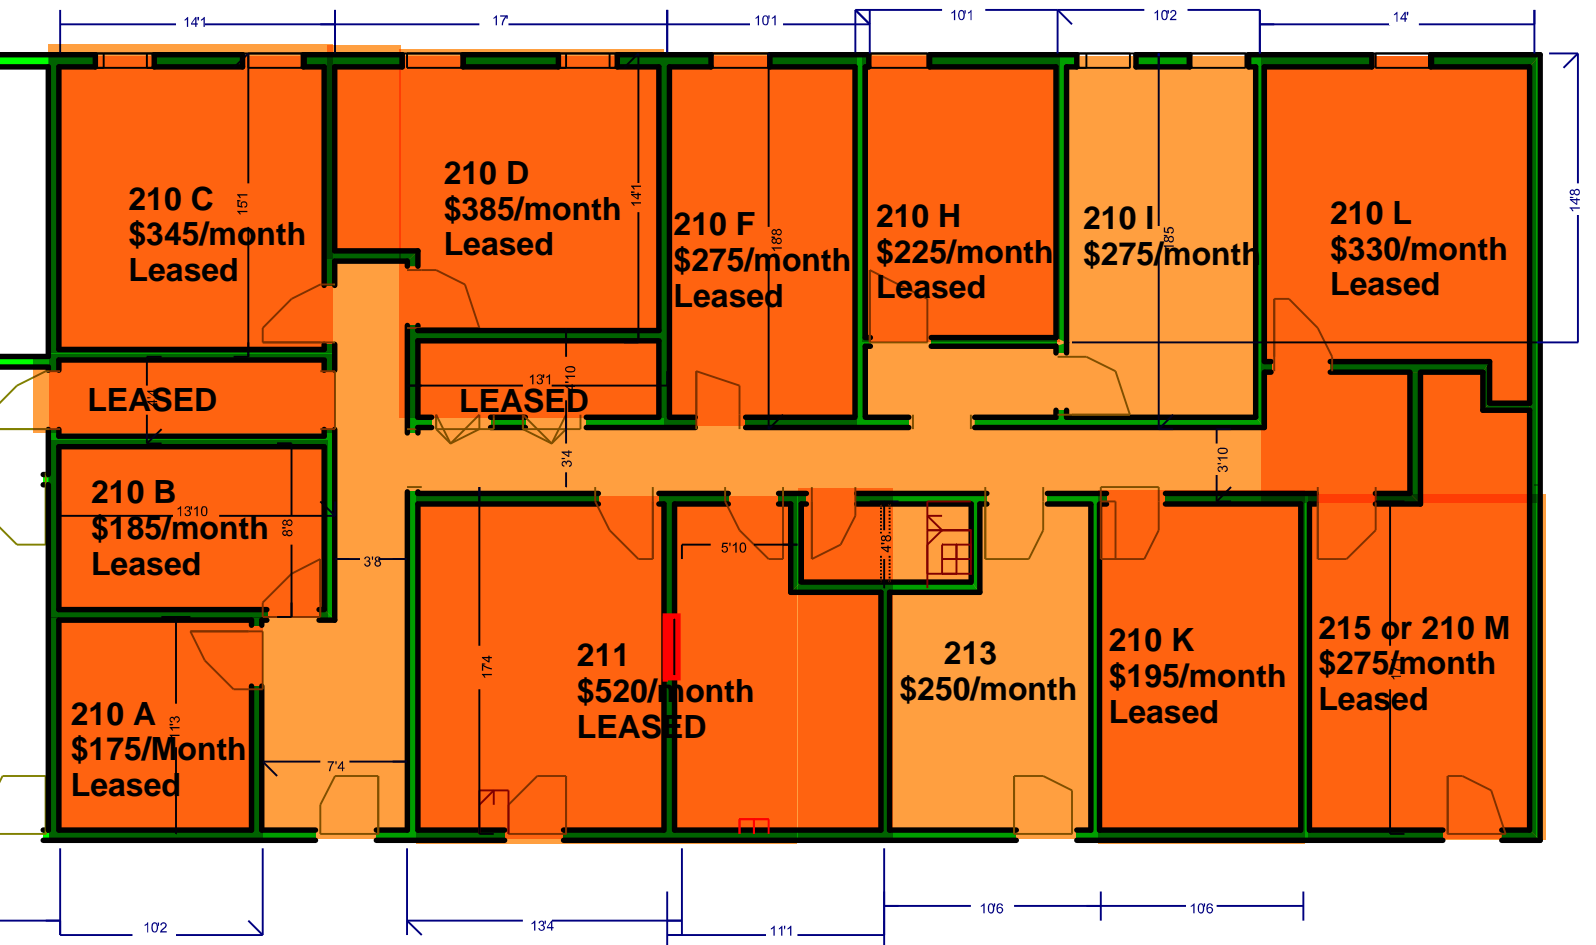 14'1
17'
10'1
10'1
10'2
14'
14'8
210 C
$345/month
Leased
15'1
210 D
$385/month
Leased
14'1
210 F
$275/month
Leased
18'8
210 H
$225/month
Leased
210 I
$275/month
18'5
210 L
$330/month
Leased
LEASED
4'4
13'1
4'10
LEASED
3'4
3'10
210 B
13'10
$185/month
Leased
8'8
3'8
5'10
4'8
210 A
$175/Month
Leased
11'3
7'4
17'4
211
$520/month
LEASED
213
$250/month
210 K
$195/month
Leased
215 or 210 M
$275/month
Leased
10'2
13'4
11'1
10'6
10'6